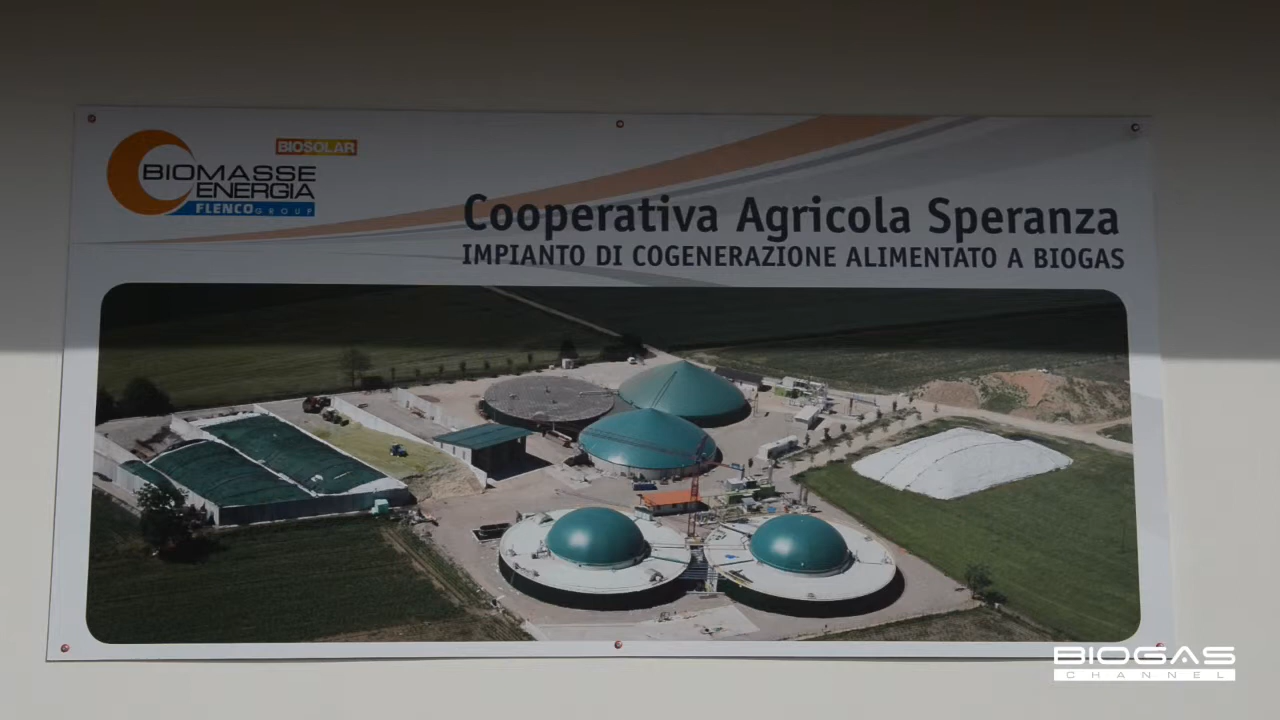 BIOSOLAR
BIOMASSE
ENERGIA
FLENCO GROUP
Cooperativa Agricola Speranza
IMPIANTO DI COGENERAZIONE ALIMENTATO A BIOGAS
BIOGAS
CHANNEL